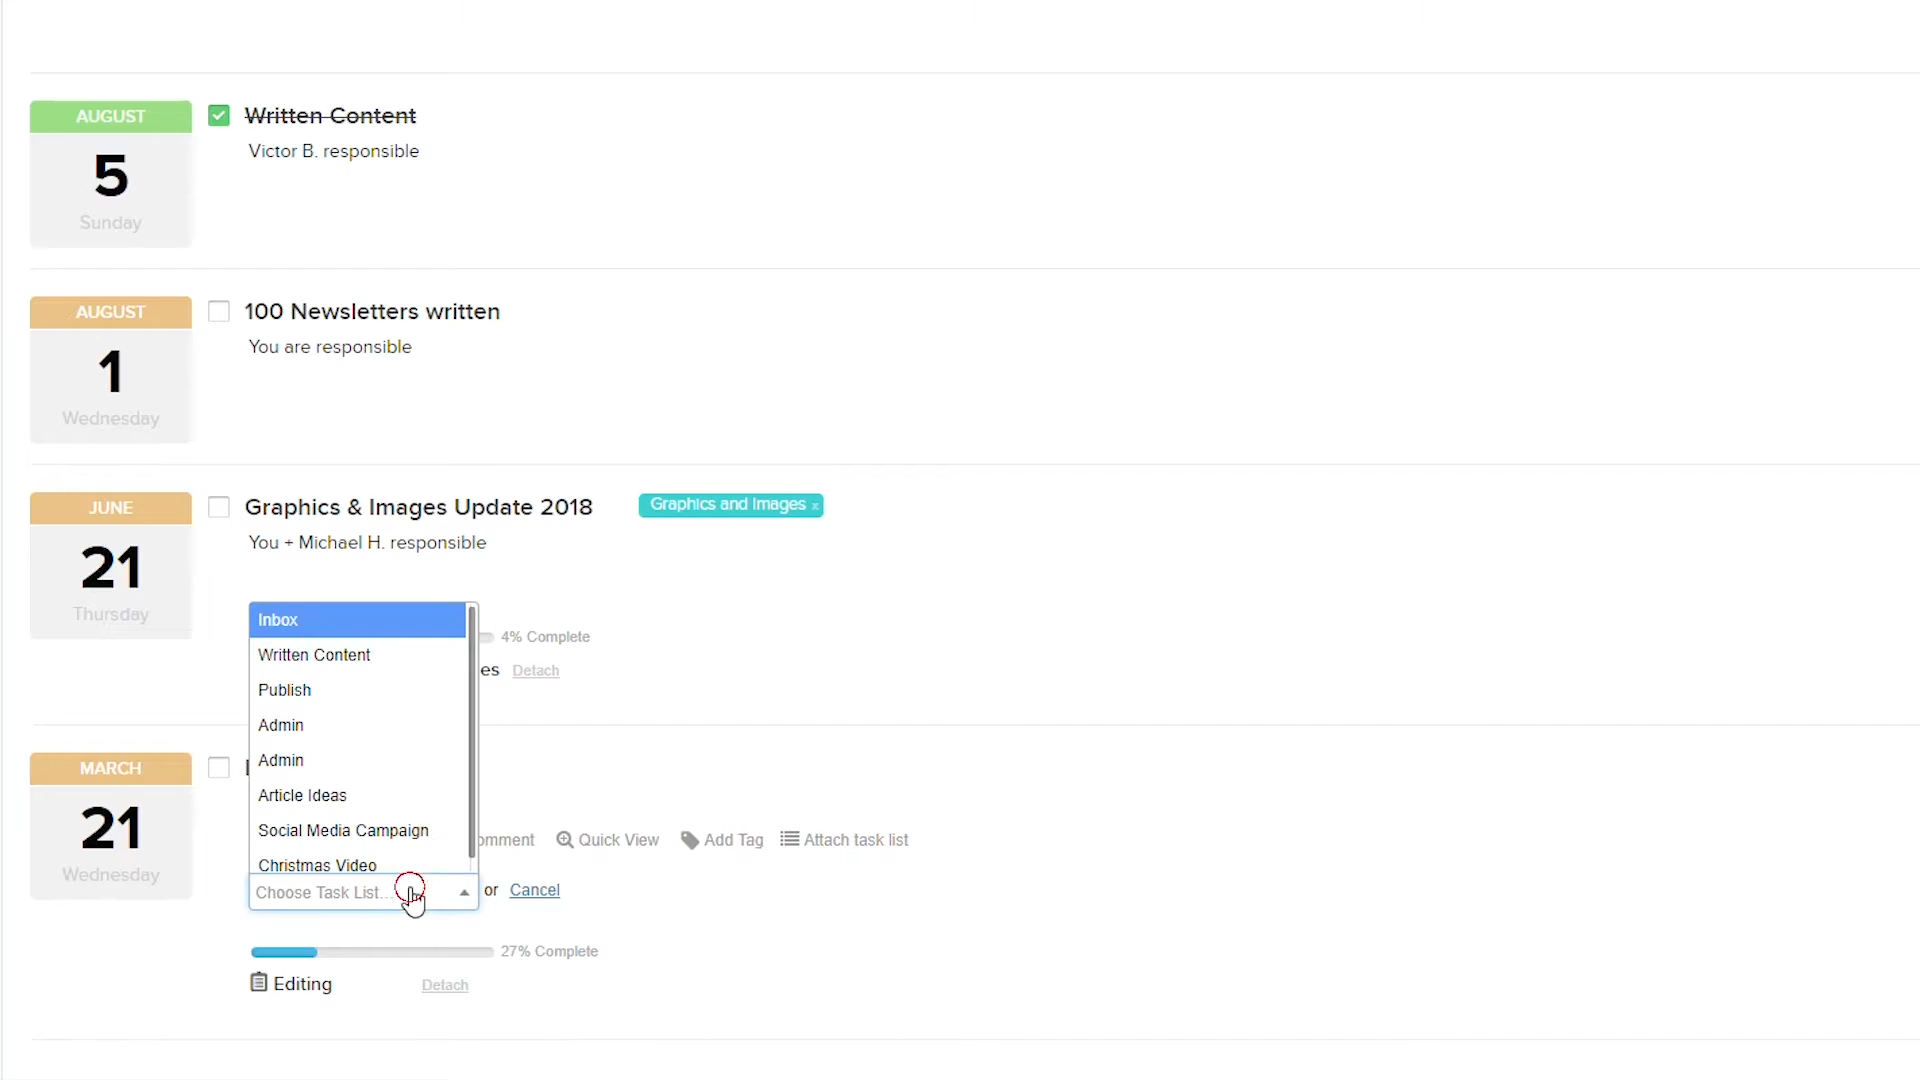 AUGUST
5
Sunday
Written Content
Victor B. responsible
AUGUST
1
Wednesday
100 Newsletters written
You are responsible
JUNE
21
Thursday
Graphics & Images Update 2018
Graphics and Images x
You + Michael H. responsible
4% Complete
es Detach
Inbox
Written Content
Publish
Admin
Admin
Article Ideas
Social Media Campaign
Christmas Video
MARCH
21
Wednesday
omment Quick View Add Tag Attach task list
Choose Task List... or Cancel
27% Complete
Editing Detach